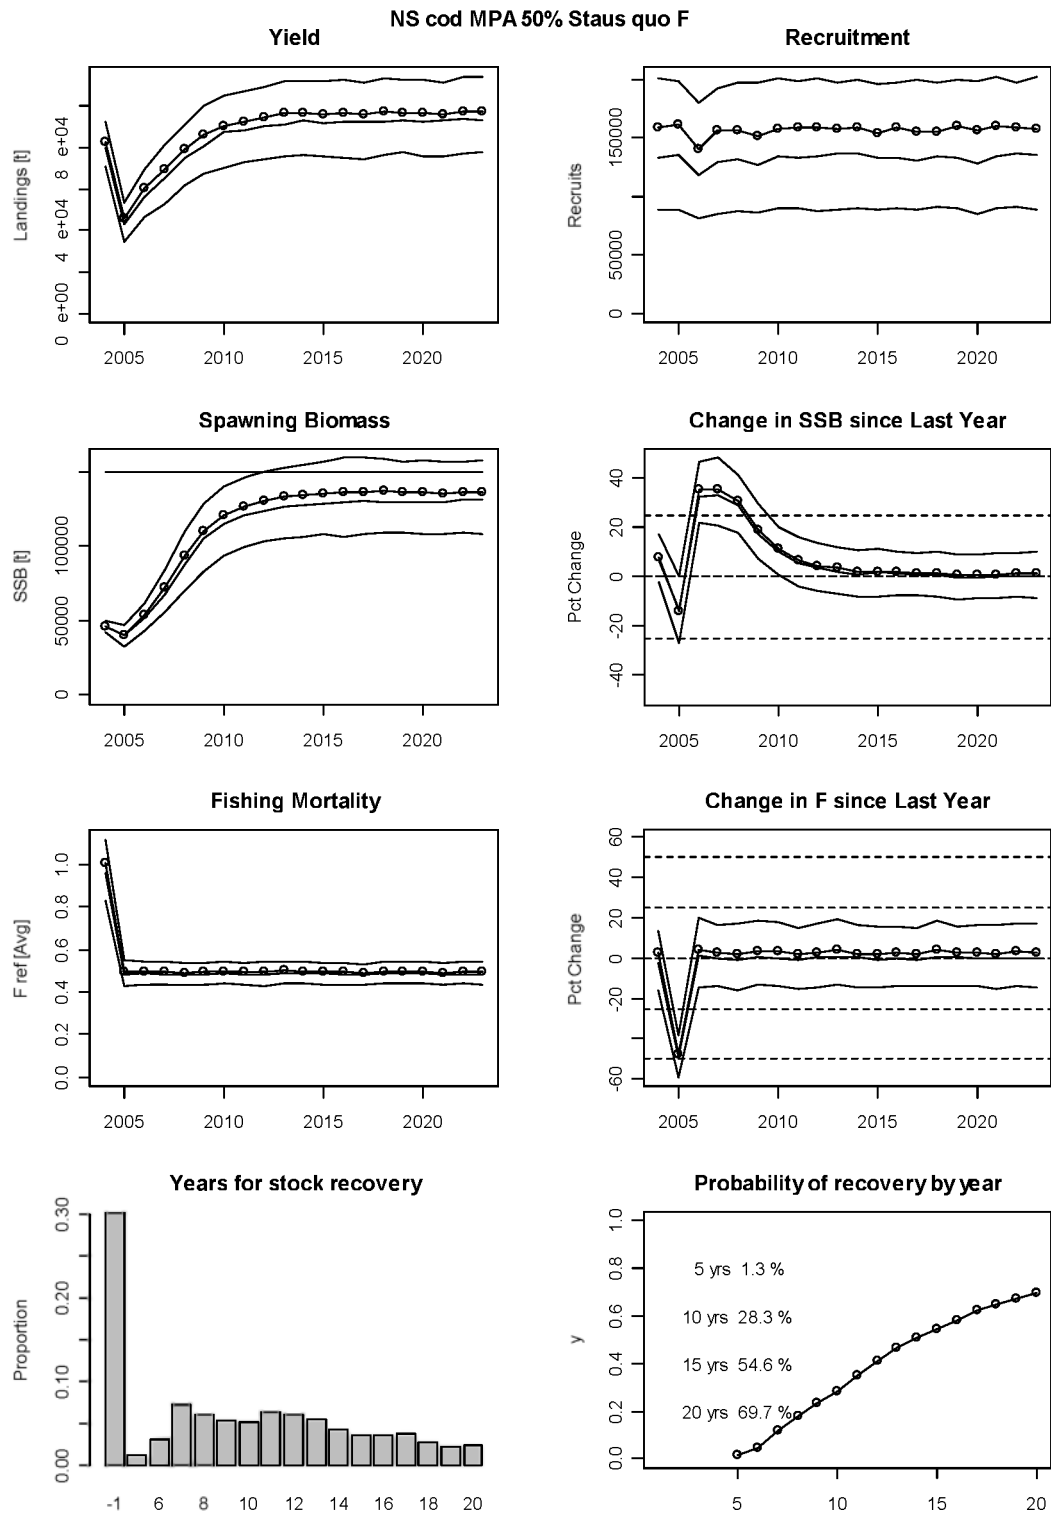 NS cod MPA 50% Staus quo F
Yield
Recruitment
Landings [t]
0 e+00 4 e+04 8 e+04
2005 2010 2015 2020
Recruits
0 50000 150000
2005 2010 2015 2020
Spawning Biomass
Change in SSB since Last Year
SSB [t]
0 50000 100000
2005 2010 2015 2020
Pct Change
-40 -20 0 20 40
2005 2010 2015 2020
Fishing Mortality
Change in F since Last Year
F ref [Avg]
0.0 0.2 0.4 0.6 0.8 1.0
2005 2010 2015 2020
Pct Change
-60 -20 0 20 40 60
2005 2010 2015 2020
Years for stock recovery
Probability of recovery by year
Proportion
0.00 0.10 0.20 0.30
-1 6 8 10 12 14 16 18 20
y
0.0 0.2 0.4 0.6 0.8 1.0
5 yrs 1.3 %
10 yrs 28.3 %
15 yrs 54.6 %
20 yrs 69.7 %
5 10 15 20